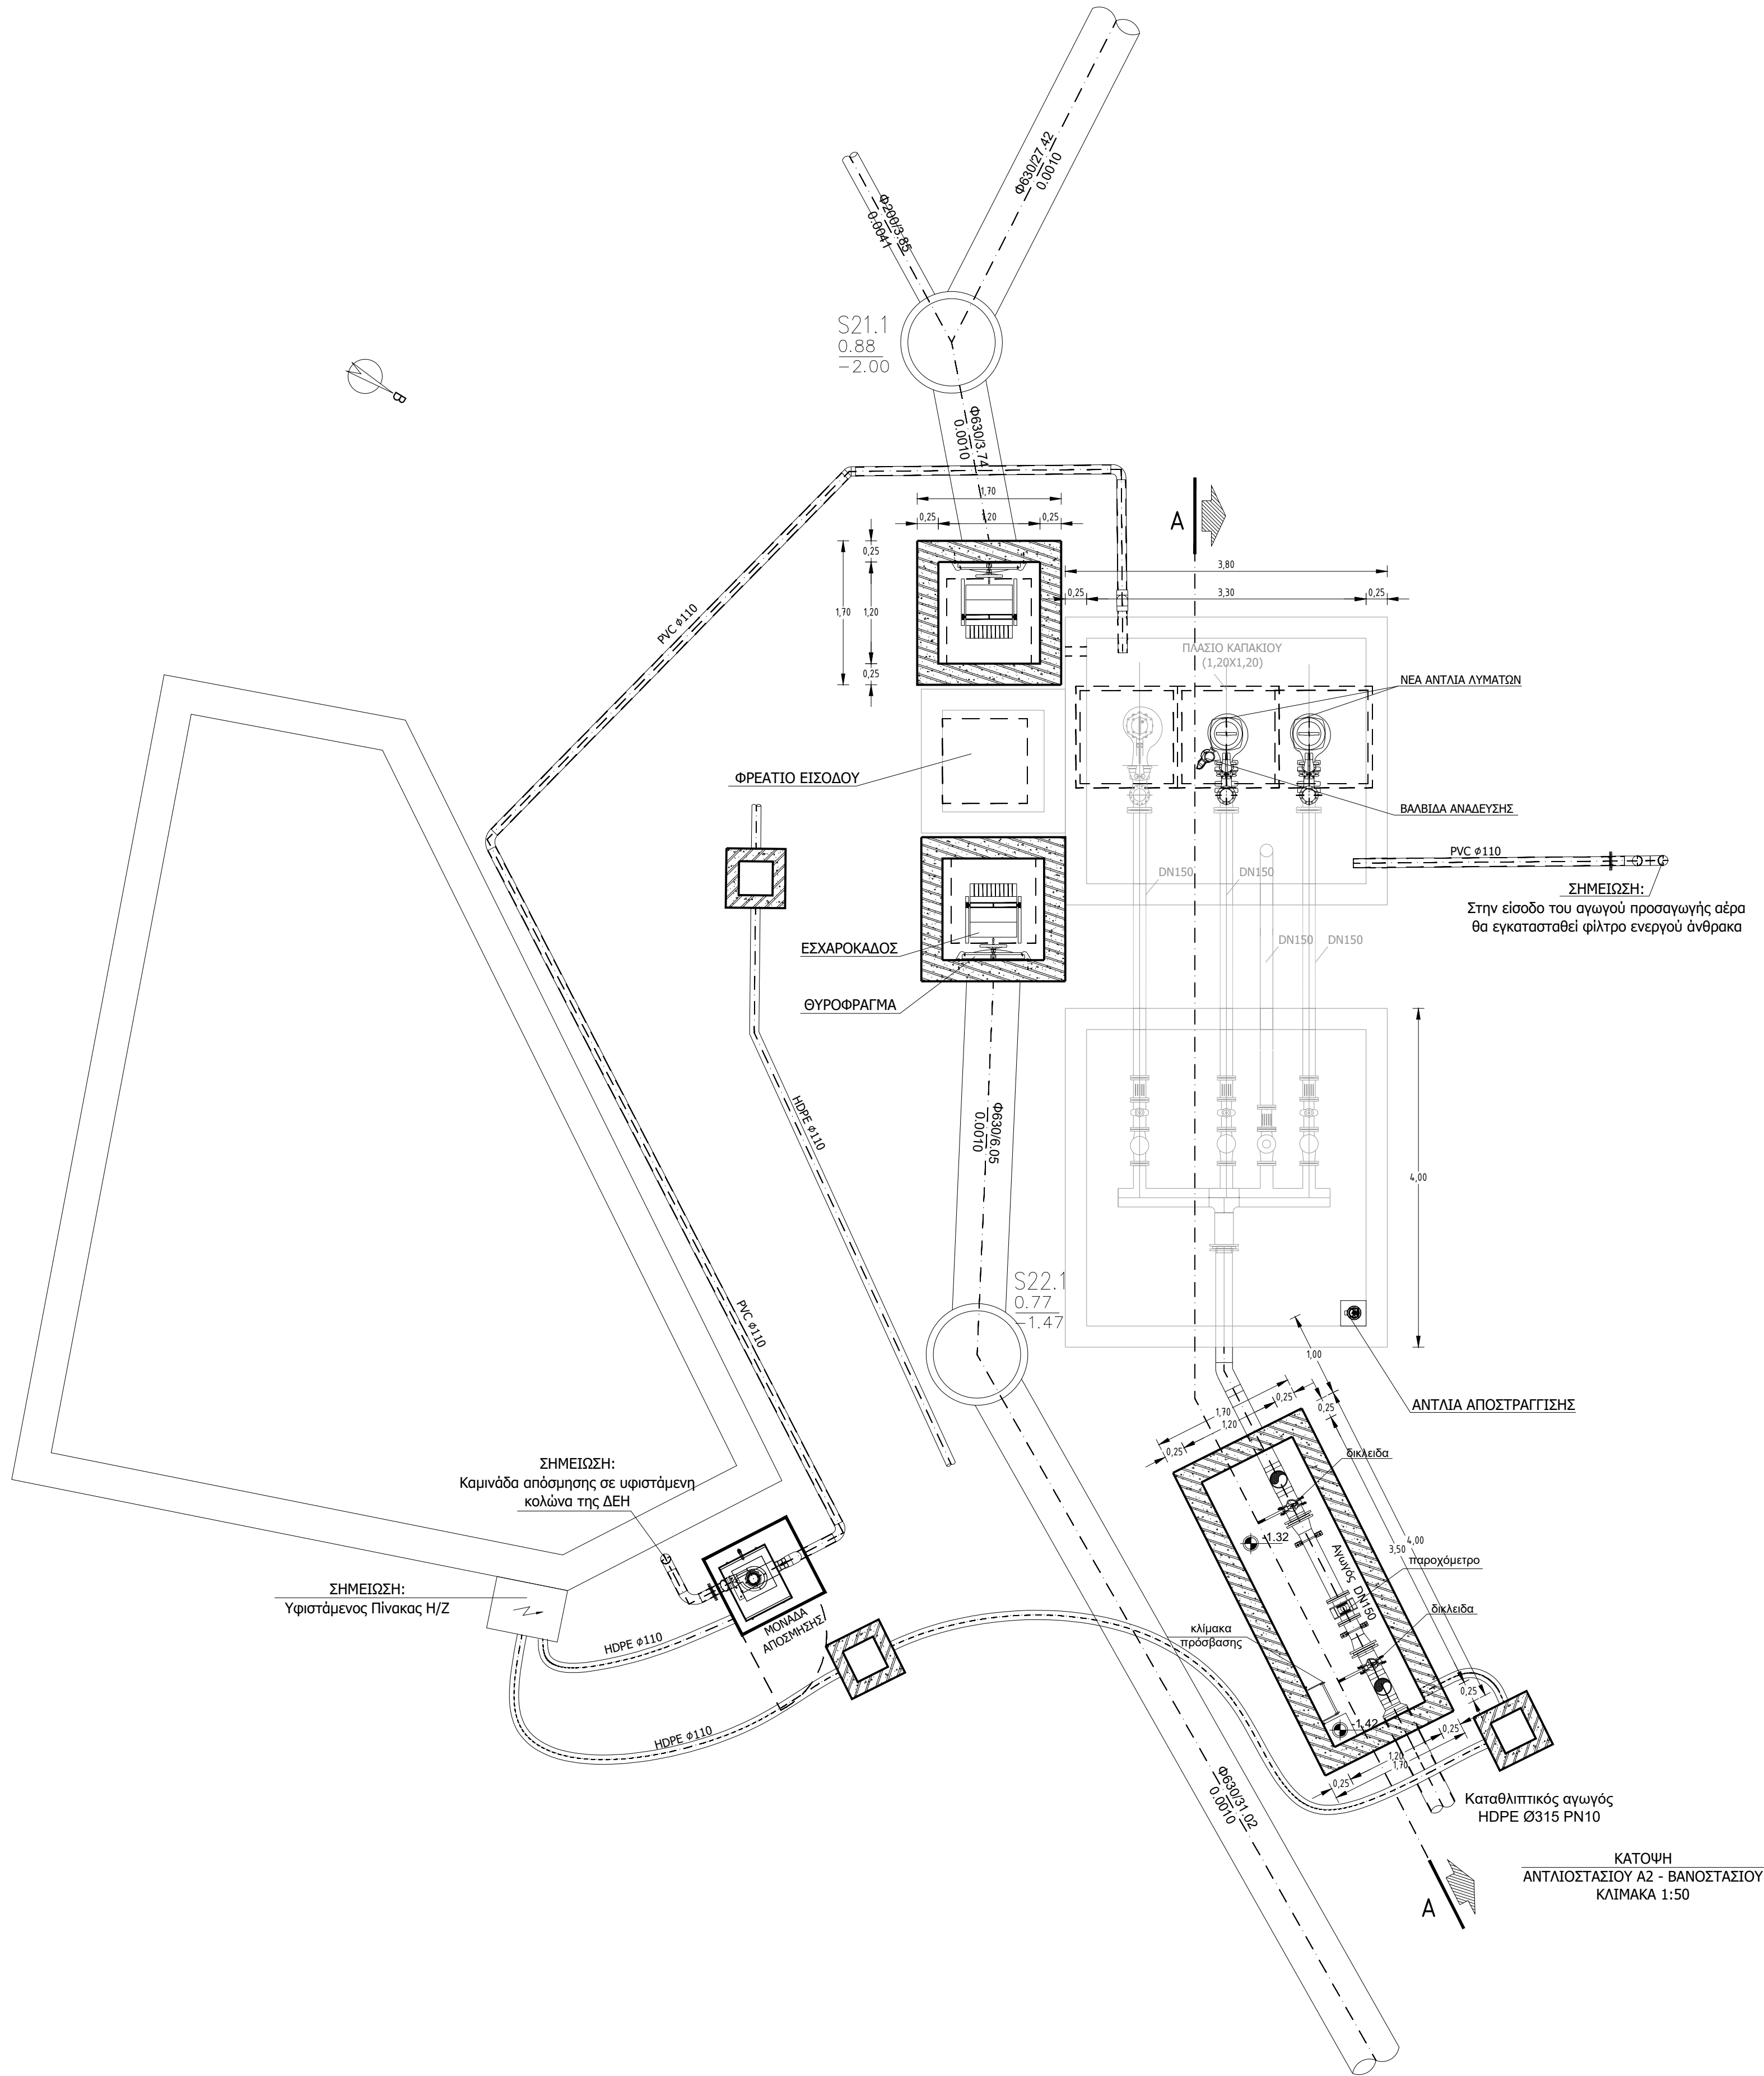 Φ630/27.42
0.0010
Φ200/3.85
0.0041
S21.1
0.88
-2.00
B
Φ630/3.74
0.0010
1,70
0,25
1,20
0,25
A
0,25
1,70
1,20
0,25
3,80
0,25
3,30
0,25
PVC φ110
ΠΛΑΣΙΟ ΚΑΠΑΚΙΟΥ
(1,20X1,20)
ΝΕΑ ΑΝΤΛΙΑ ΛΥΜΑΤΩΝ
ΦΡΕΑΤΙΟ ΕΙΣΟΔΟΥ
ΒΑΛΒΙΔΑ ΑΝΑΔΕΥΣΗΣ
PVC φ110
DN150
DN150
ΣΗΜΕΙΩΣΗ:
Στην είσοδο του αγωγού προσαγωγής αέρα
θα εγκατασταθεί φίλτρο ενεργού άνθρακα
DN150
DN150
ΕΣΧΑΡΟΚΑΔΟΣ
ΘΥΡΟΦΡΑΓΜΑ
HDPE φ110
Φ630/6.05
0.0010
4,00
S22.1
0.77
-1.47
PVC φ110
1,00
ΑΝΤΛΙΑ ΑΠΟΣΤΡΑΓΓΙΣΗΣ
0,25
1,70
1,20
0,25
0,25
δικλειδα
ΣΗΜΕΙΩΣΗ:
Καμινάδα απόσμησης σε υφιστάμενη
κολώνα της ΔΕΗ
-1.32
4,00
3,50
Αγωγός DN150
παροχόμετρο
δικλειδα
ΣΗΜΕΙΩΣΗ:
Υφιστάμενος Πίνακας Η/Ζ
ΜΟΝΑΔΑ
ΑΠΟΣΜΗΣΗΣ
HDPE φ110
κλίμακα
πρόσβασης
0,25
-1.42
0,25
HDPE φ110
1,20
1,70
0,25
Φ630/31.02
0.0010
Καταθλιπτικός αγωγός
HDPE Ø315 PN10
ΚΑΤΟΨΗ
ΑΝΤΛΙΟΣΤΑΣΙΟΥ Α2 - ΒΑΝΟΣΤΑΣΙΟΥ
ΚΛΙΜΑΚΑ 1:50
A